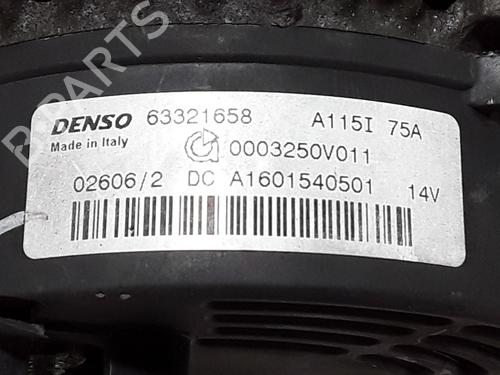 B PARTS
DENSO 63321658 A115I 75A
Made in Italy 0003250V011
02606/2 DC A1601540501 14V